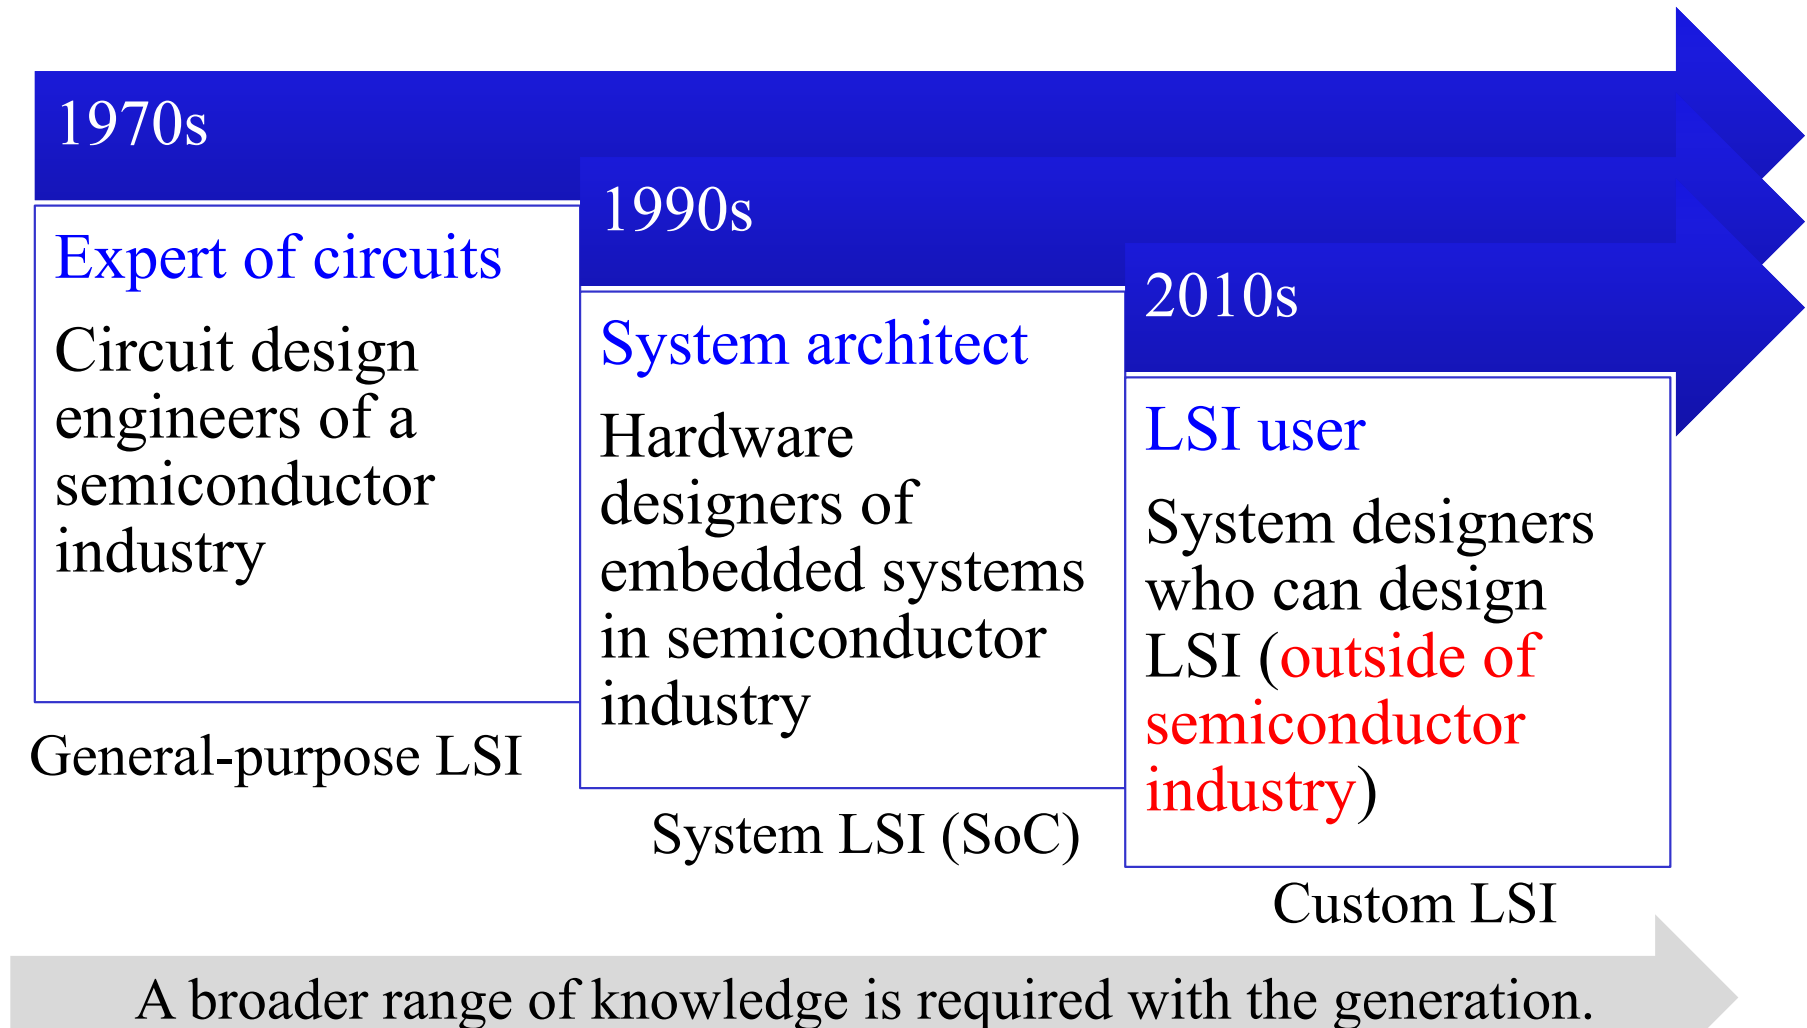 1970s
Expert of circuits
Circuit design
engineers of a
semiconductor
industry
General-purpose LSI
1990s
System architect
Hardware
designers of
embedded systems
in semiconductor
industry
System LSI (SoC)
2010s
LSI user
System designers
who can design
LSI (outside of
semiconductor
industry)
Custom LSI
A broader range of knowledge is required with the generation.